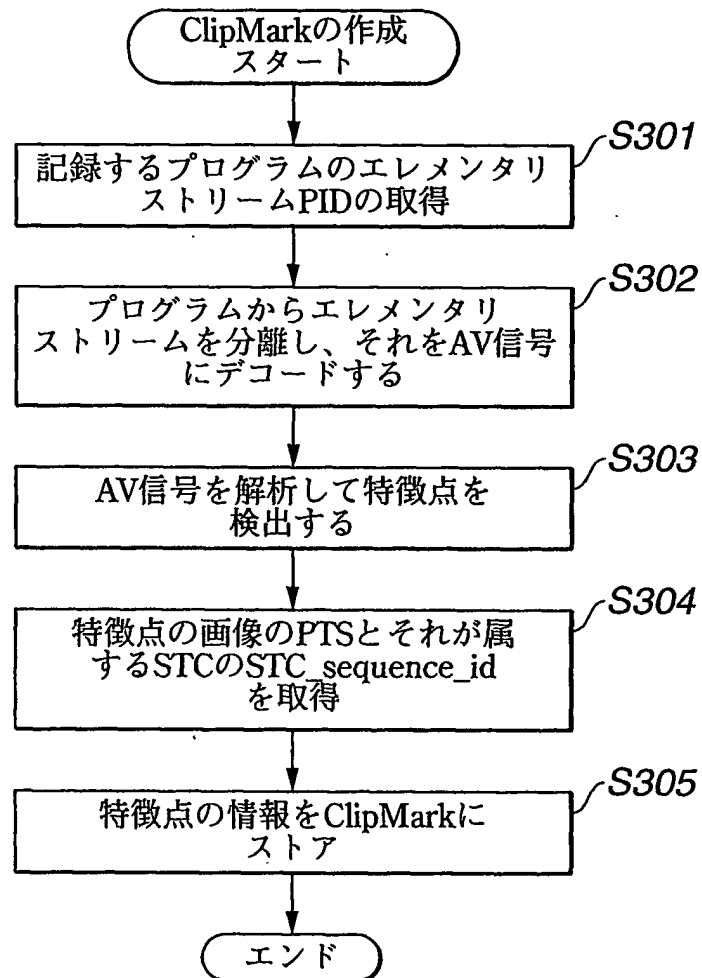 ClipMarkの作成
スタート
S301
記録するプログラムのエレメンタリ
ストリームPIDの取得
S302
プログラムからエレメンタリ
ストリームを分離し、それをAV信号
にデコードする
S303
AV信号を解析して特徴点を
検出する
S304
特徴点の画像のPTSとそれが属
するSTCのSTC_sequence_id
を取得
S305
特徴点の情報をClipMarkに
ストア
エンド